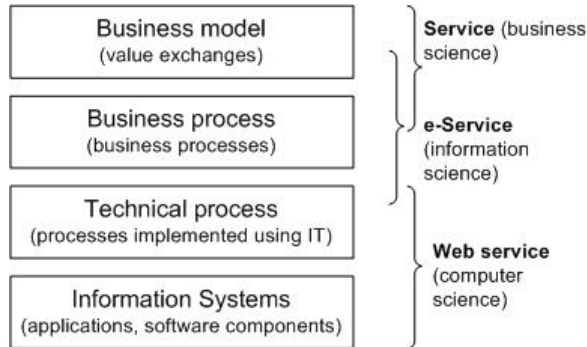 Business model
(value exchanges)
Business process
(business processes)
Technical process
(processes implemented using IT)
Information Systems
(applications, software components)
Service (business
science)
e-Service
(information
science)
Web service
(computer
science)